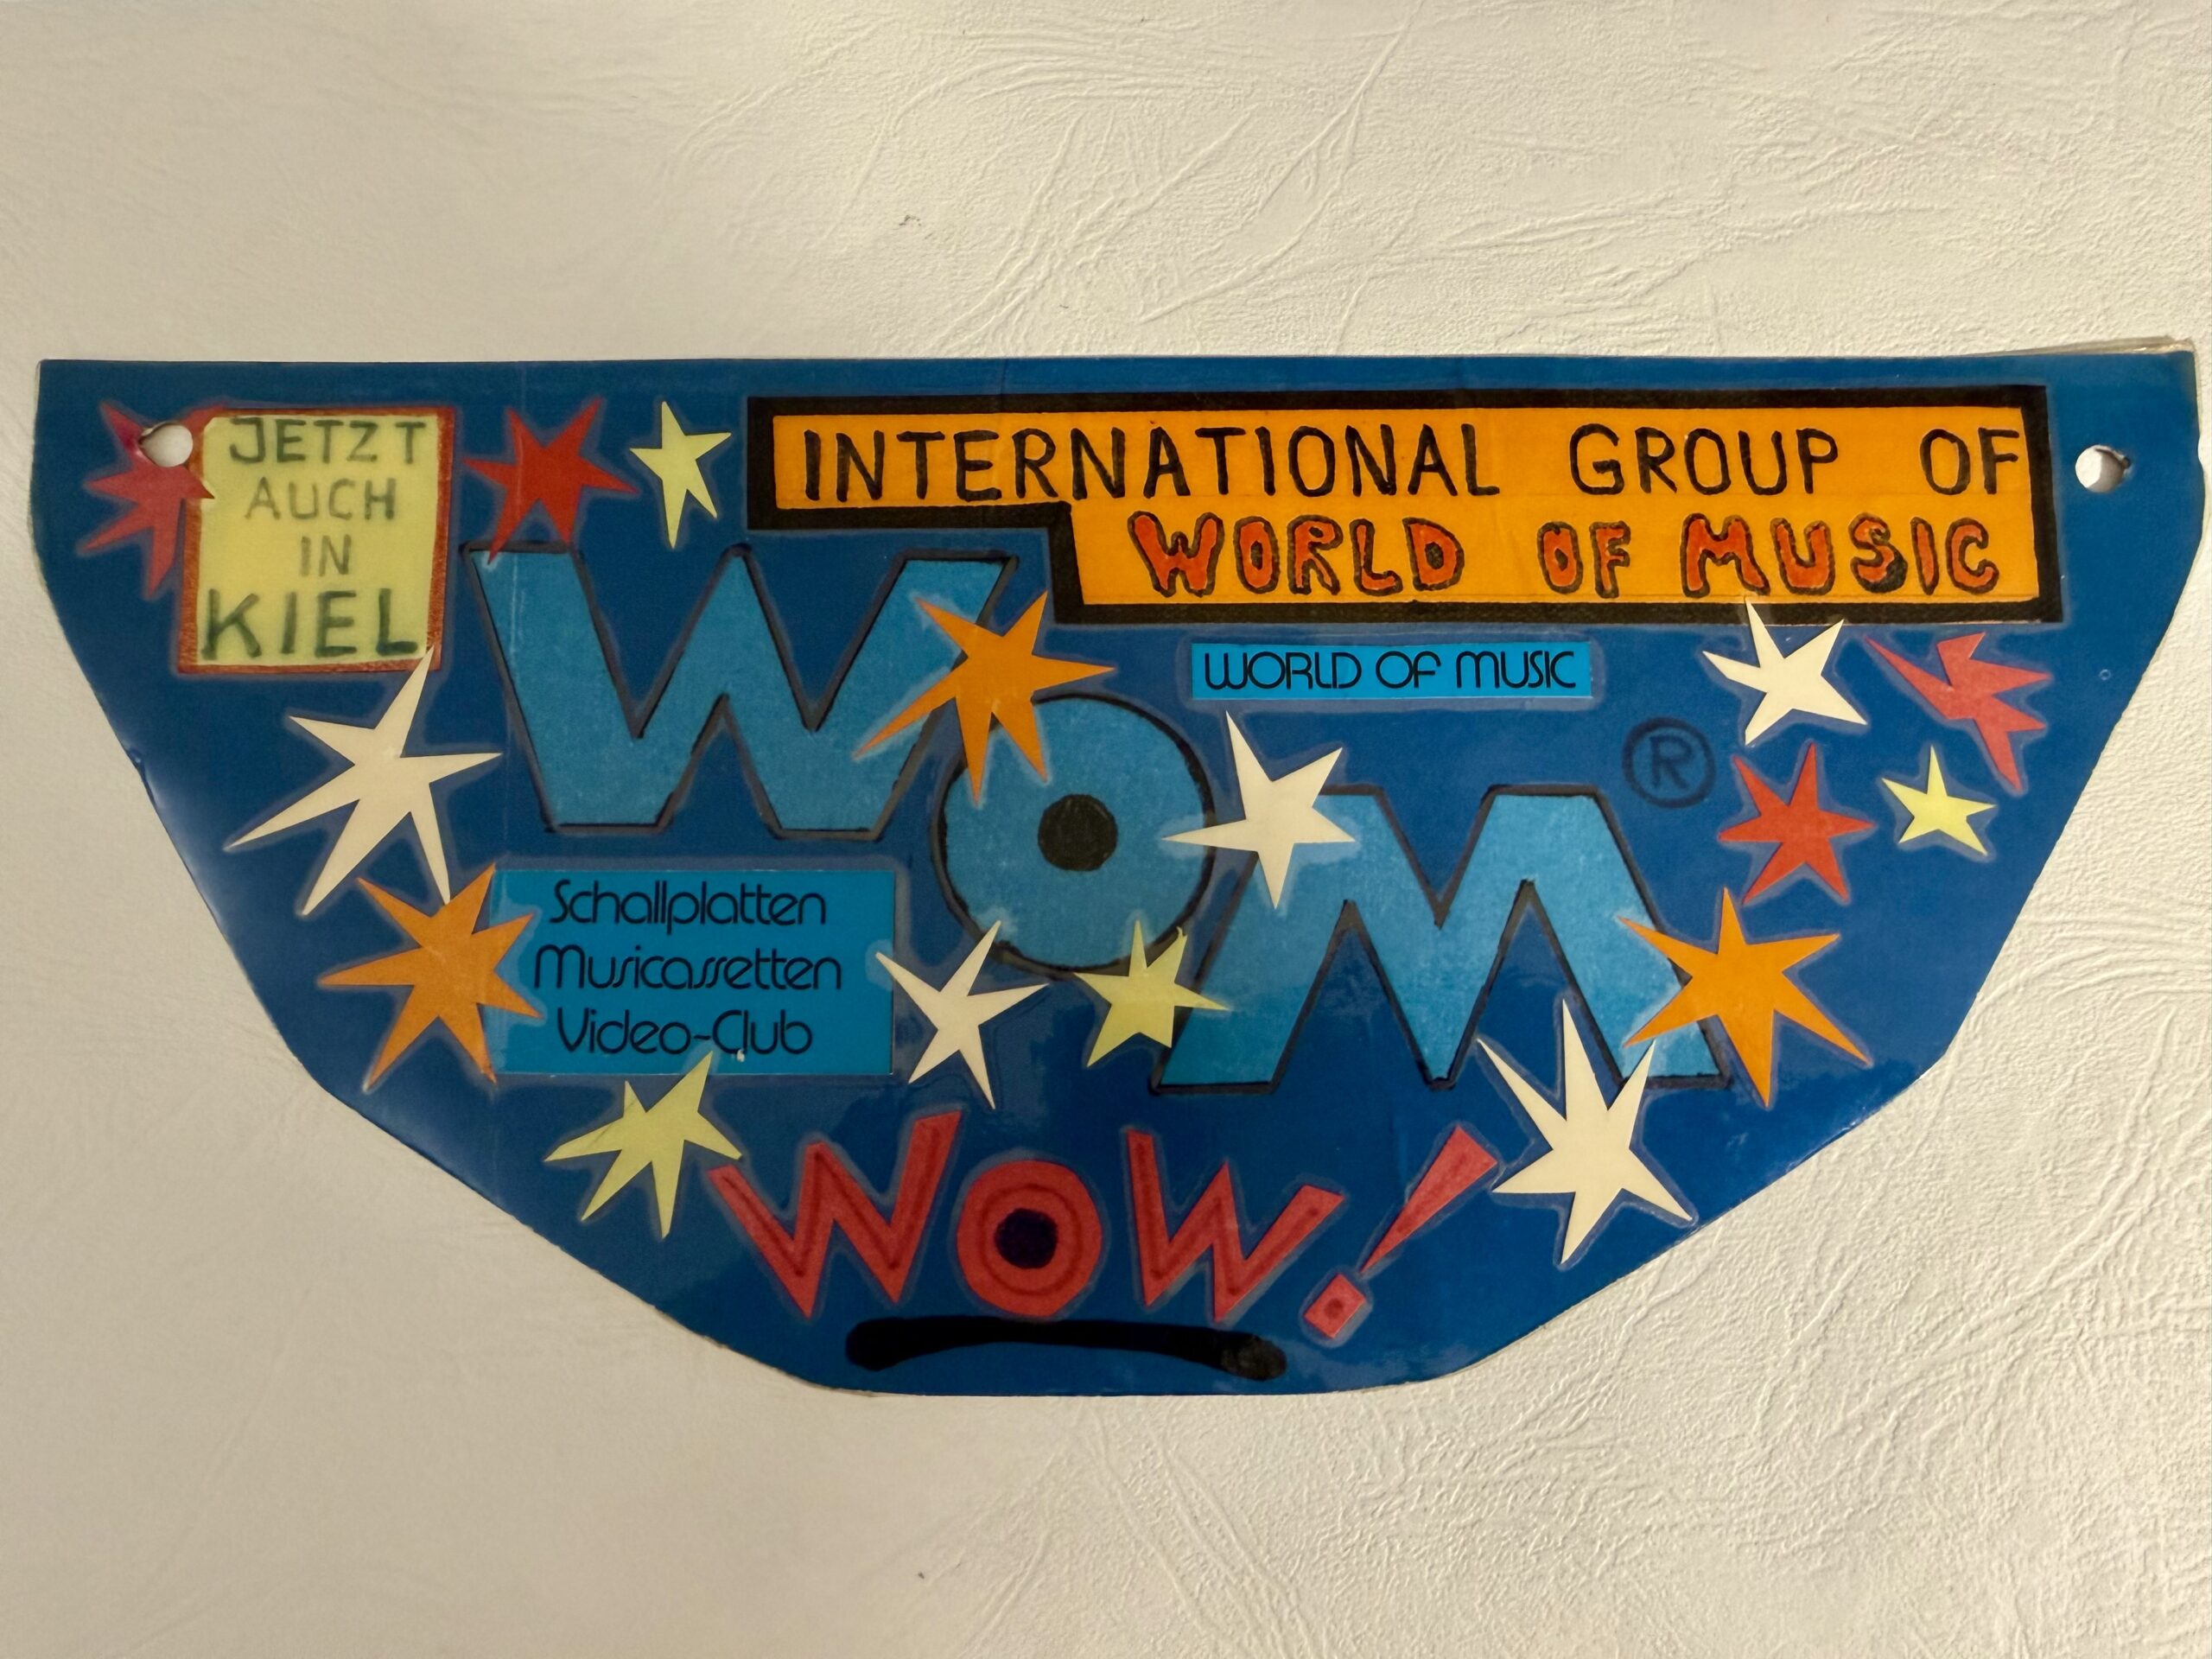 JETZT
AUCH
IN
KIEL
INTERNATIONAL GROUP OF
WORLD OF MUSIC
WORLD OF MUSIC
WOM ®
Schallplatten
Musicassetten
Video-Club
WOW!